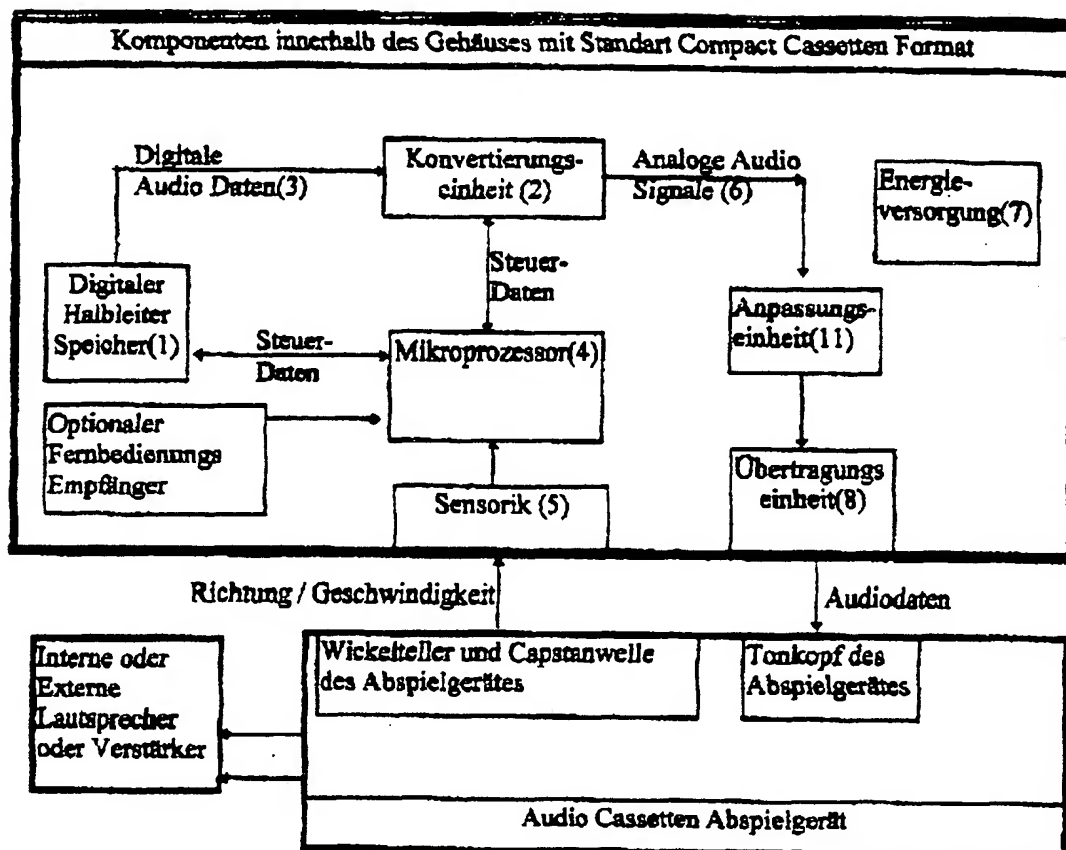 Komponenten innerhalb des Gehäuses mit Standart Compact Cassetten Format
Digitale
Audio Daten(3)
Konvertierungs-
einheit (2)
Analoge Audio
Signale (6)
Energie-
versorgung(7)
Steuer-
Daten
Digitaler
Halbleiter
Speicher(1)
Steuer-
Daten
Mikroprozessor(4)
Anpassungs-
einheit(11)
Optionaler
Fernbedienungs
Empfänger
Sensorik (5)
Übertragungs
einheit(8)
Richtung / Geschwindigkeit
Audiodaten
Interne oder
Externe
Lautsprecher
oder Verstärker
Wickelteller und Capstanwelle
des Abspielgerätes
Tonkopf des
Abspielgerätes
Audio Cassetten Abspielgerät